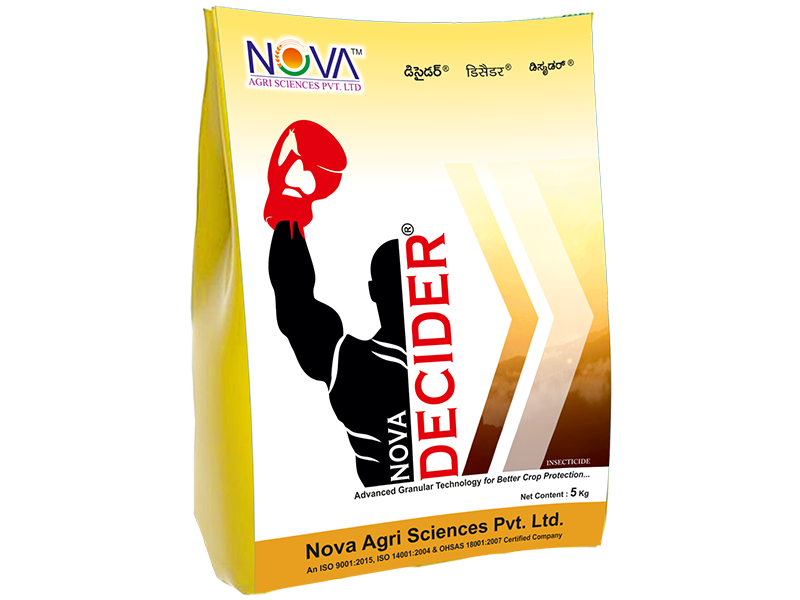 NOVA™
AGRI SCIENCES PVT. LTD
డిసైడర్® डिसैडर® ಡಿಸೈಡರ್®
NOVA
DECIDER®
INSECTICIDE
Advanced Granular Technology for Better Crop Protection...
Net Content : 5 Kg
Nova Agri Sciences Pvt. Ltd.
An ISO 9001:2015, ISO 14001:2004 & OHSAS 18001:2007 Certified Company